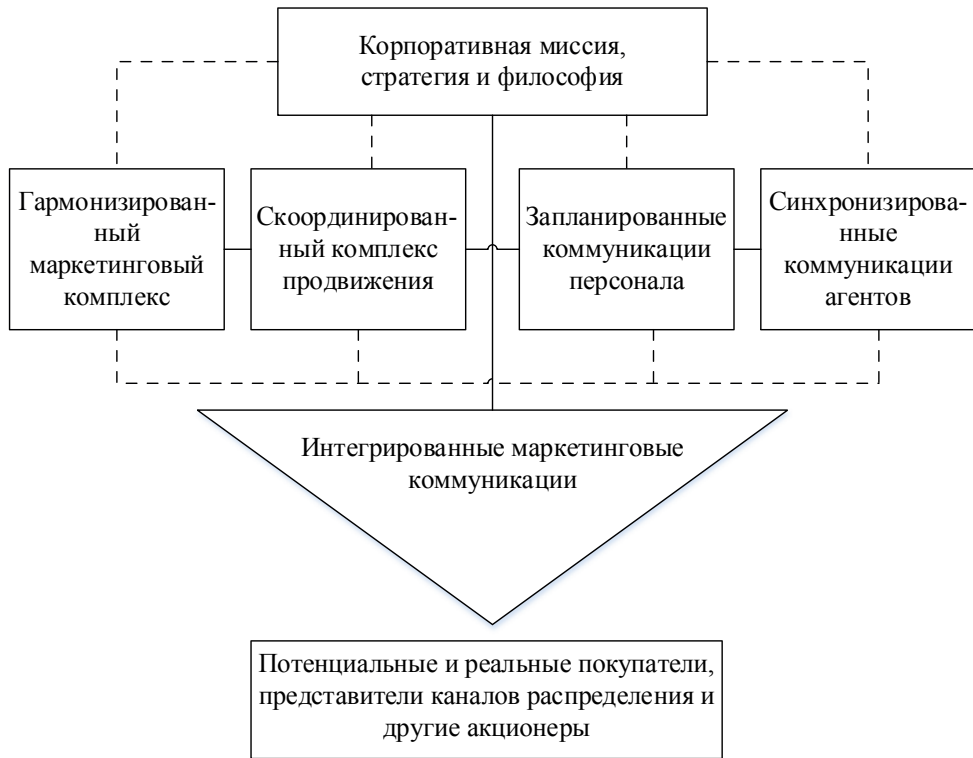 Корпоративная миссия,
стратегия и философия
Гармонизирован-
ный
маркетинговый
комплекс
Скоординирован-
ный комплекс
продвижения
Запланированные
коммуникации
персонала
Синхронизирова-
нные
коммуникации
агентов
Интегрированные маркетинговые
коммуникации
Потенциальные и реальные покупатели,
представители каналов распределения и
другие акционеры